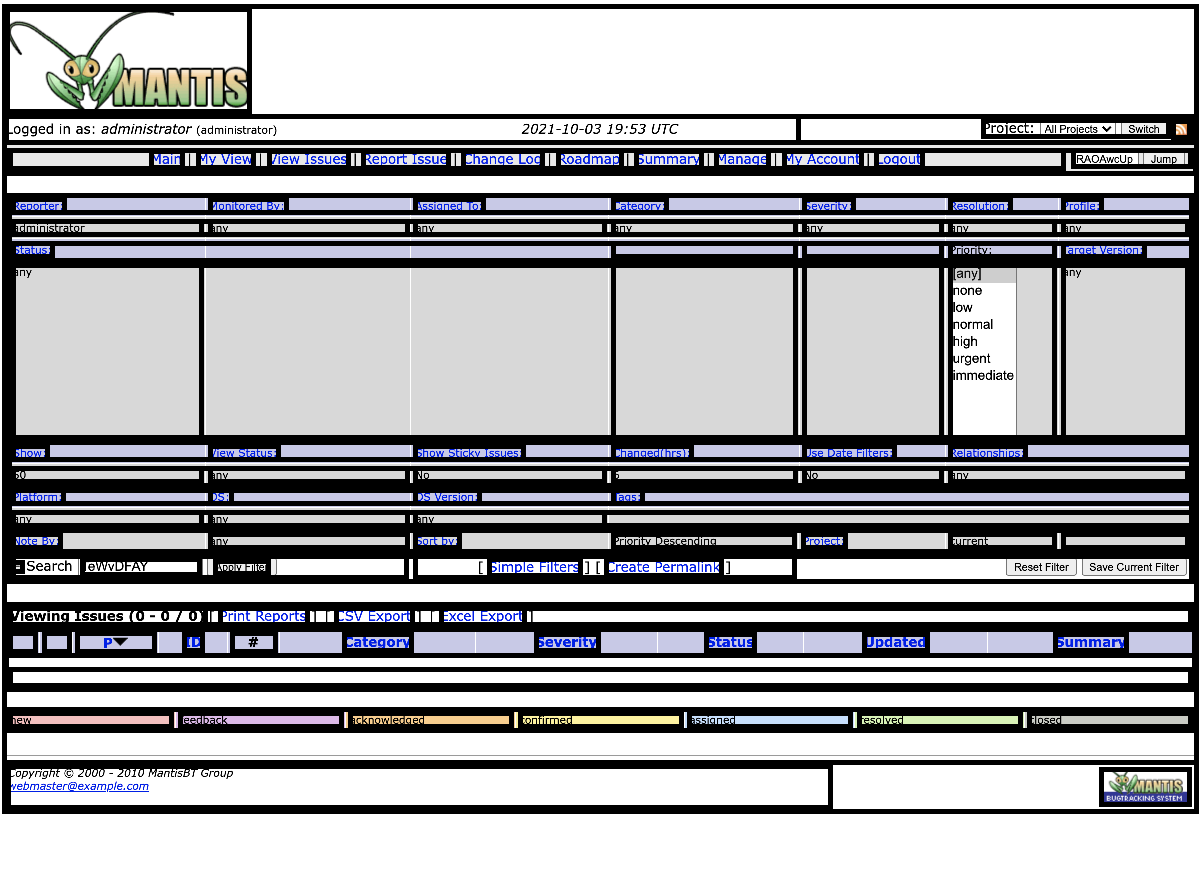 MANTIS
Logged in as: administrator (administrator) 2021-10-03 19:53 UTC Project: All Projects Switch
Main My View View Issues Report Issue Change Log Roadmap Summary Manage My Account Logout RAOAwcUp Jump
Reporter: Monitored By: Assigned To: Category: Severity: Resolution: Profile:
administrator any any any any any any
Status: Priority: Target Version:
any [any] any
none
low
normal
high
urgent
immediate
Show: View Status: Show Sticky Issues: Changed(hrs): Use Date Filters: Relationships:
50 any No 6 No any
Platform: OS: OS Version: Tags:
any any any
Note By: any Sort by: Priority Descending Project: current
Search eWvDFAY Apply Filter [ Simple Filters ] [ Create Permalink ] Reset Filter Save Current Filter
Viewing Issues (0 - 0 / 0) [ Print Reports ] [ CSV Export ] [ Excel Export ]
P ID # Category Severity Status Updated Summary
new feedback acknowledged confirmed assigned resolved closed
Copyright © 2000 - 2010 MantisBT Group
webmaster@example.com
MANTIS
BUGTRACKING SYSTEM